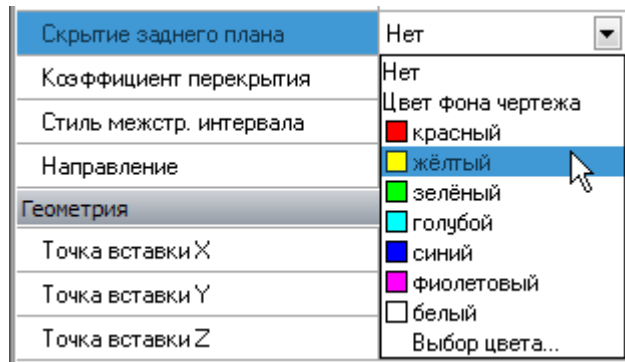 Скрытие заднего плана Нет
Коэффициент перекрытия Нет
Цвет фона чертежа
Стиль межстр. интервала красный
Направление жёлтый
зелёный
Геометрия голубой
Точка вставки X синий
Точка вставки Y фиолетовый
белый
Точка вставки Z Выбор цвета...